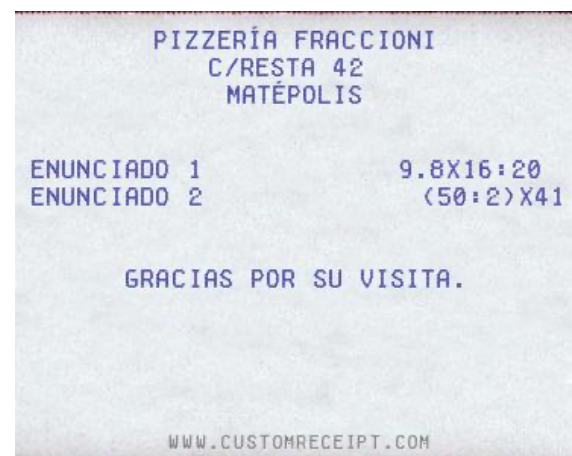 PIZZERÍA FRACCIONI
C/RESTA 42
MATÉPOLIS
ENUNCIADO 1 9.8X16:20
ENUNCIADO 2 (50:2)X41
GRACIAS POR SU VISITA.
WWW.CUSTOMRECEIPT.COM